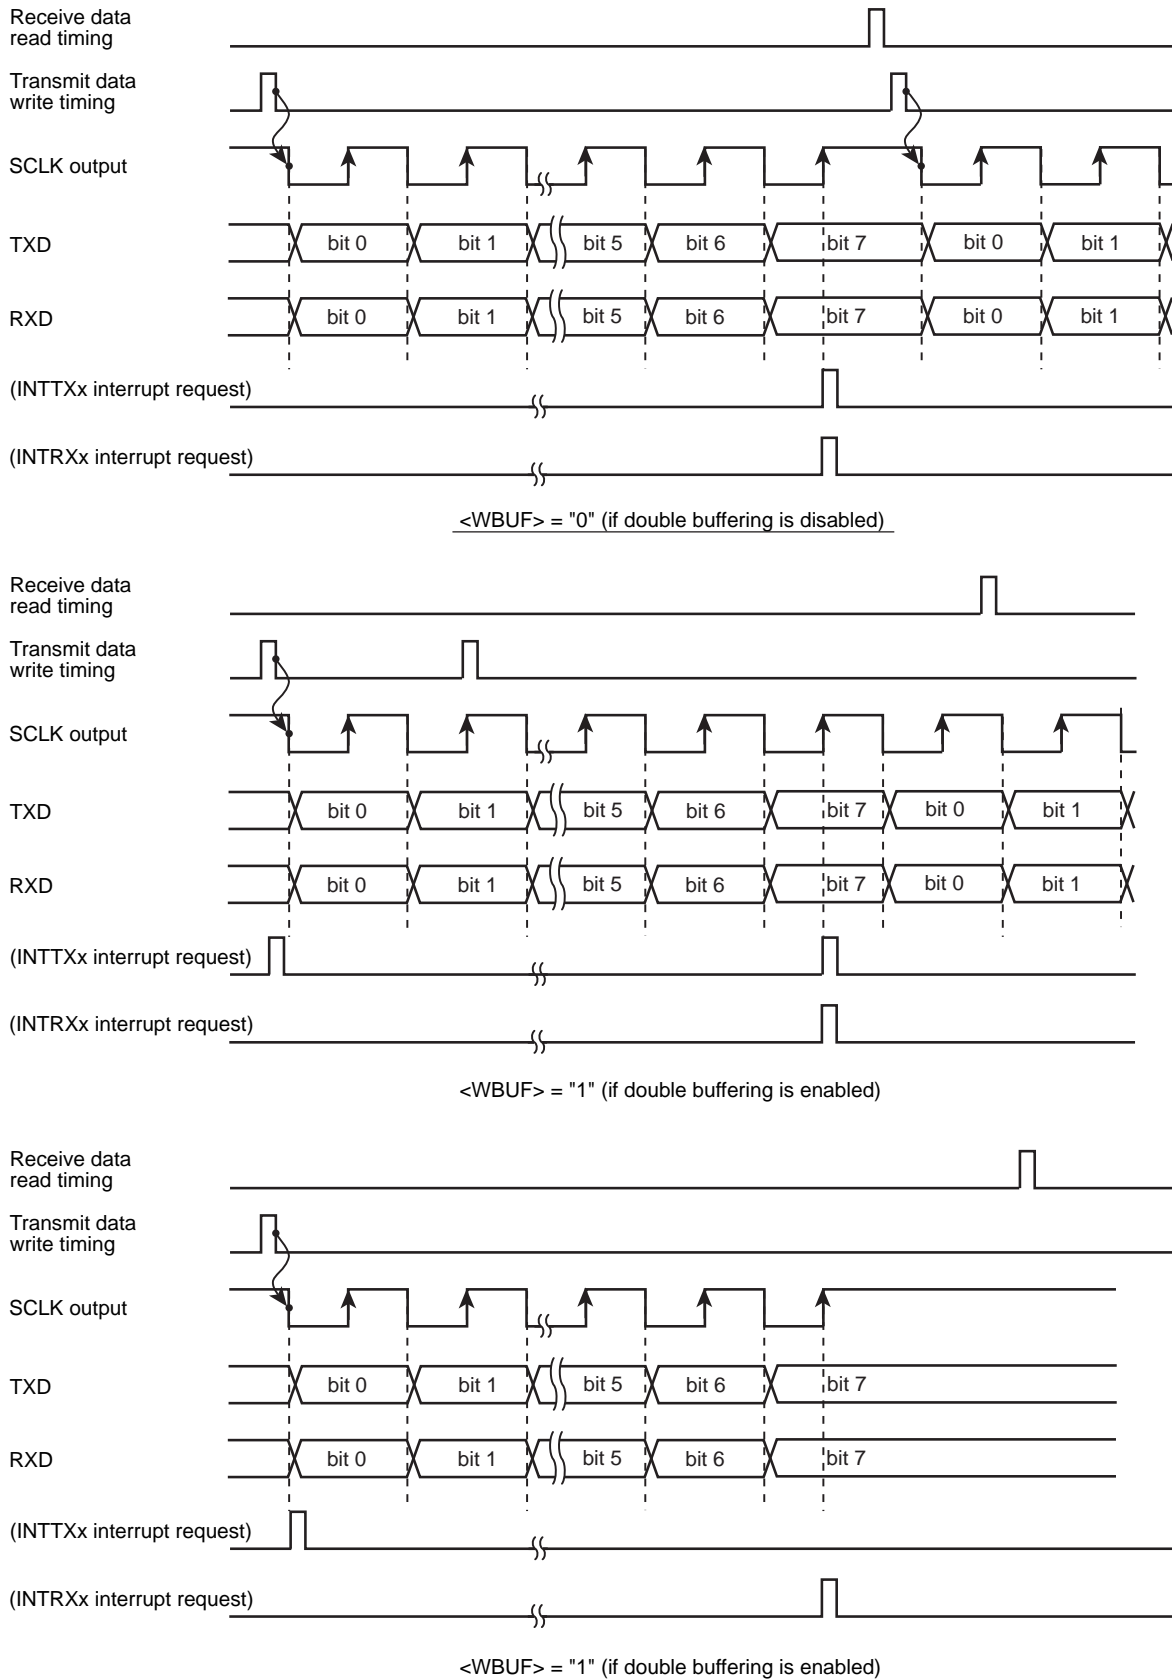 Receive data
read timing
Transmit data
write timing
SCLK output
TXD
bit 0 bit 1 bit 5 bit 6 bit 7 bit 0 bit 1
RXD
bit 0 bit 1 bit 5 bit 6 bit 7 bit 0 bit 1
(INTTXx interrupt request)
(INTRXx interrupt request)
<WBUF> = "0" (if double buffering is disabled)
Receive data
read timing
Transmit data
write timing
SCLK output
TXD
bit 0 bit 1 bit 5 bit 6 bit 7 bit 0 bit 1
RXD
bit 0 bit 1 bit 5 bit 6 bit 7 bit 0 bit 1
(INTTXx interrupt request)
(INTRXx interrupt request)
<WBUF> = "1" (if double buffering is enabled)
Receive data
read timing
Transmit data
write timing
SCLK output
TXD
bit 0 bit 1 bit 5 bit 6 bit 7
RXD
bit 0 bit 1 bit 5 bit 6 bit 7
(INTTXx interrupt request)
(INTRXx interrupt request)
<WBUF> = "1" (if double buffering is enabled)